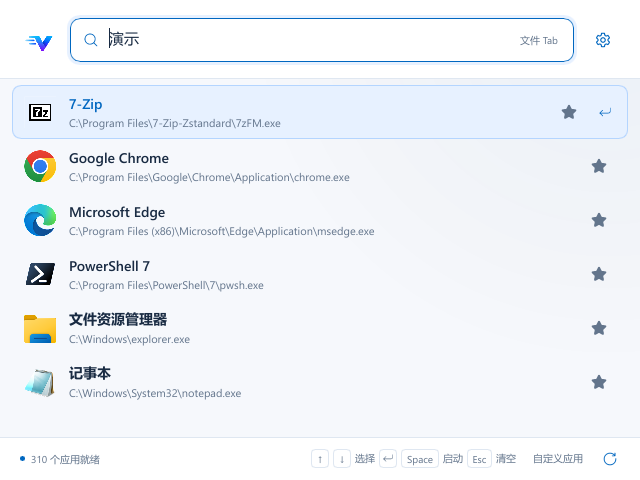 演示
文件 Tab
7-Zip
C:\Program Files\7-Zip-Zstandard\7zFM.exe
Google Chrome
C:\Program Files\Google\Chrome\Application\chrome.exe
Microsoft Edge
C:\Program Files (x86)\Microsoft\Edge\Application\msedge.exe
PowerShell 7
C:\Program Files\PowerShell\7\pwsh.exe
文件资源管理器
C:\Windows\explorer.exe
记事本
C:\Windows\System32\notepad.exe
310 个应用就绪
↑ ↓ 选择 ↵ Space 启动 Esc 清空 自定义应用